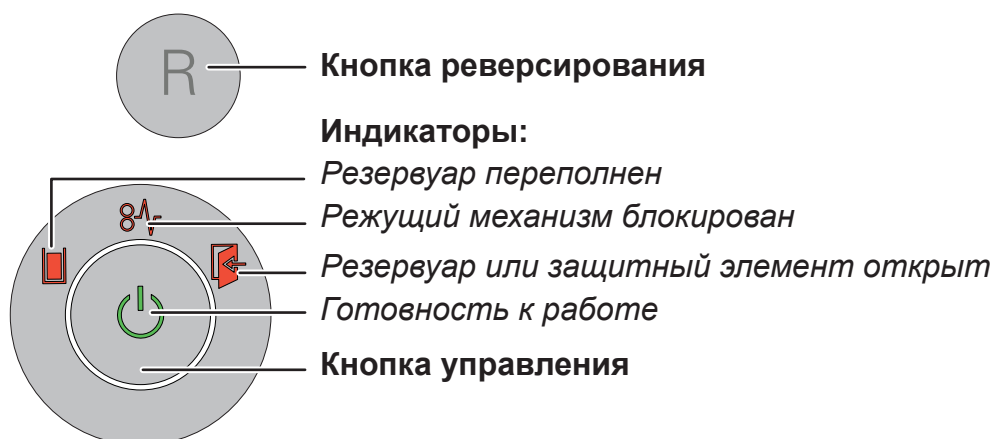 R
Кнопка реверсирования
Индикаторы:
Резервуар переполнен
Режущий механизм блокирован
Резервуар или защитный элемент открыт
Готовность к работе
Кнопка управления